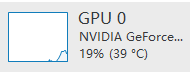 GPU 0
NVIDIA GeForce...
19% (39 °C)